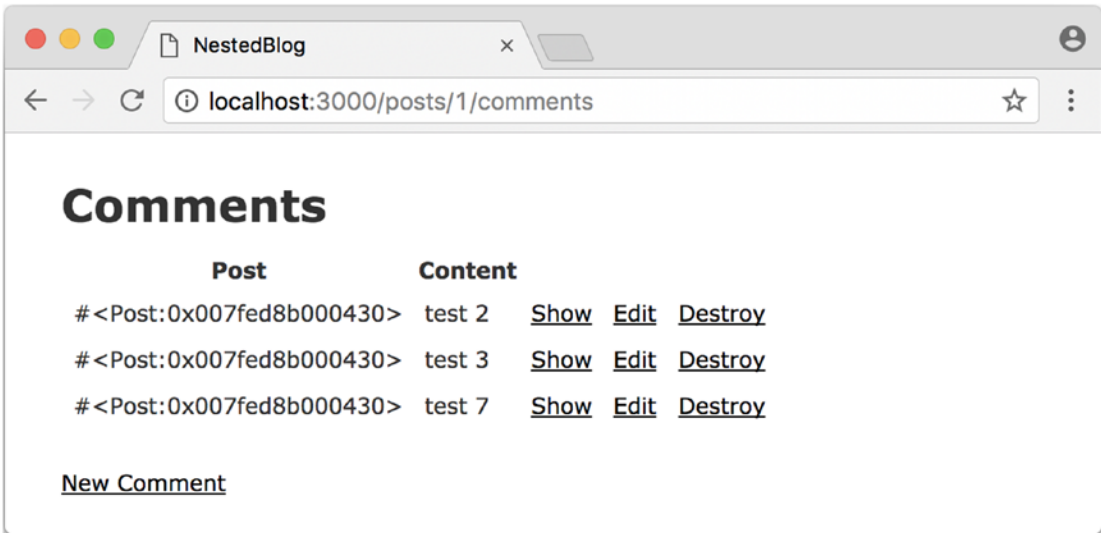 NestedBlog
localhost:3000/posts/1/comments
Comments
Post Content
#<Post:0x007fed8b000430> test 2 Show Edit Destroy
#<Post:0x007fed8b000430> test 3 Show Edit Destroy
#<Post:0x007fed8b000430> test 7 Show Edit Destroy
New Comment